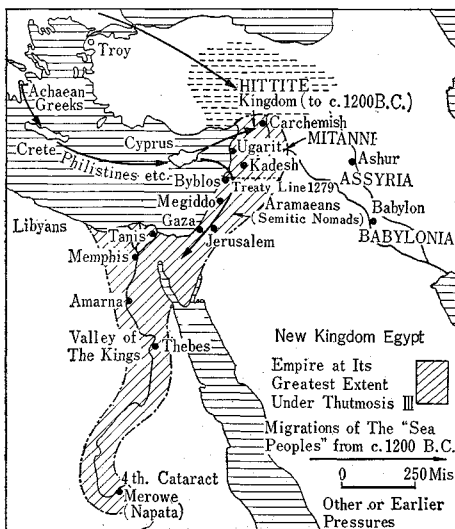 Troy
HITTITE
Kingdom (to c.1200B.C.)
Achaean
Greeks
Carchemish
Cyprus
Ugarit
MITANNI
Crete
Philistines etc.
Kadesh
Ashur
ASSYRIA
Byblos
Treaty Line 1279
Megiddo
Aramaeans
(Semitic Nomads)
Babylon
BABYLONIA
Libyans
Gaza
Tanis
Jerusalem
Memphis
Amarna
Valley of
The Kings
Thebes
4th. Cataract
Merowe
(Napata)
New Kingdom Egypt
Empire at Its
Greatest Extent
Under Thutmosis III
Migrations of The "Sea
Peoples" from c.1200 B.C.
0 250 Mis
Other or Earlier
Pressures